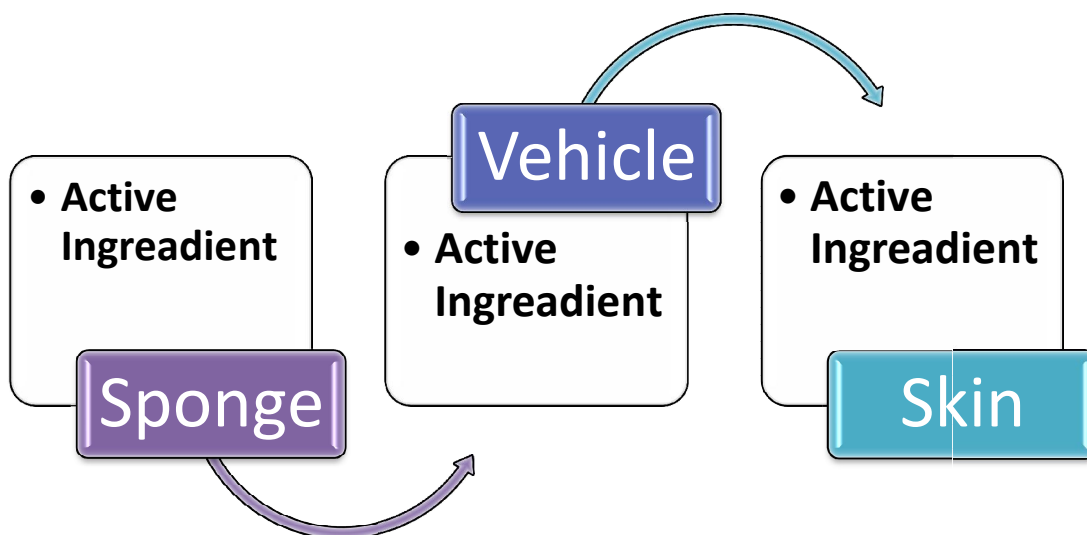 • Active
Ingreadient
Sponge
Vehicle
• Active
Ingreadient
• Active
Ingreadient
Skin